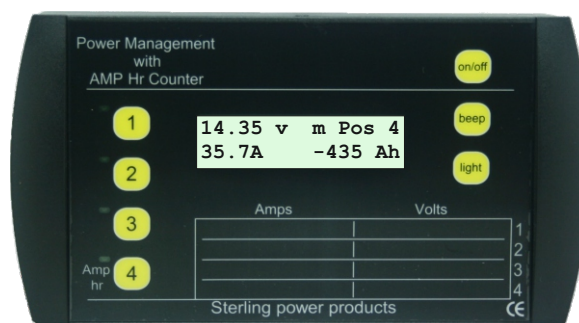 Power Management
with
AMP Hr Counter
on/off
1
14.35 v m Pos 4
beep
35.7A -435 Ah
2
light
Amps Volts
3
1
2
Amp
hr
4
3
4
Sterling power products CE